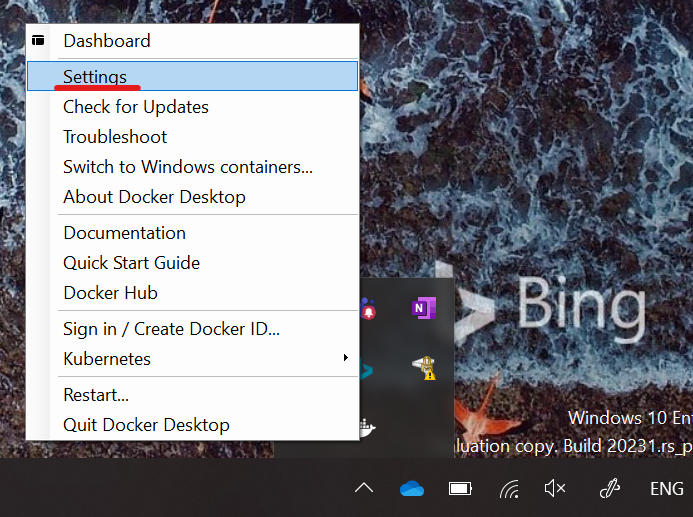 Dashboard
Settings
Check for Updates
Troubleshoot
Switch to Windows containers...
About Docker Desktop
Documentation
Quick Start Guide
Docker Hub
Sign in / Create Docker ID...
Kubernetes
Restart...
Quit Docker Desktop
N
Bing
Windows 10 Ent
luation copy. Build 20231.rs_p
ENG